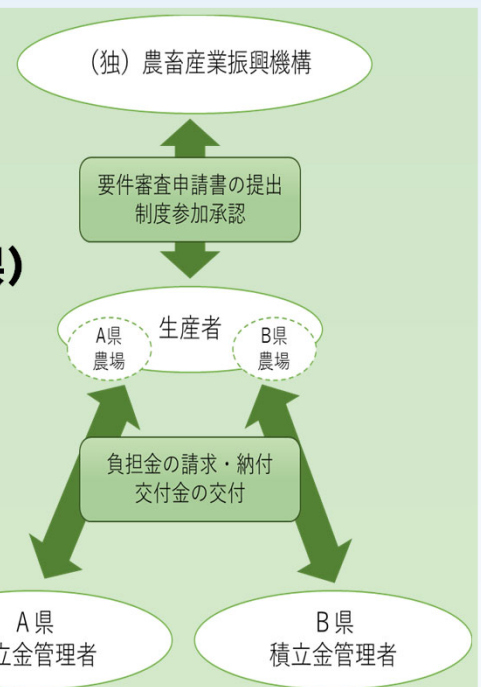 (独)農畜産業振興機構
要件審査申請書の提出
制度参加承認
)
生産者
A県
農場
B県
農場
負担金の請求・納付
交付金の交付
A県
立金管理者
B県
積立金管理者